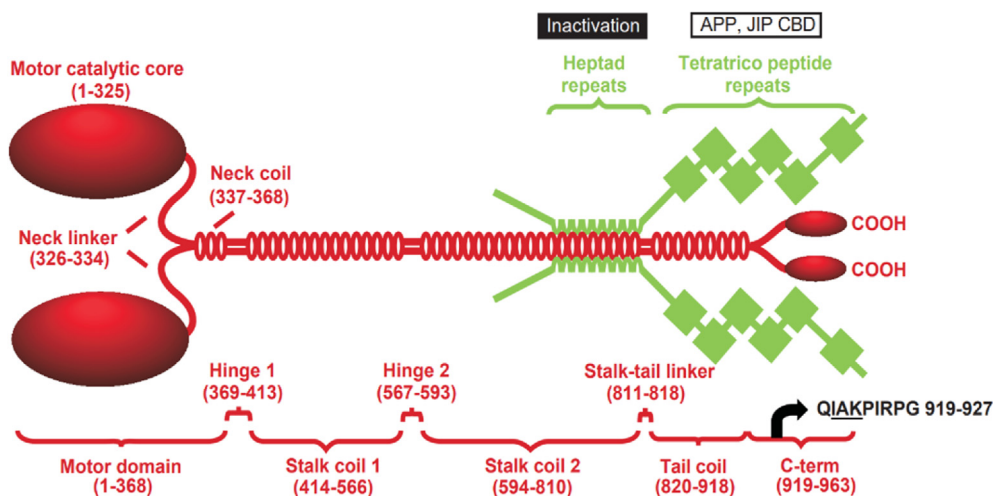 Inactivation
APP, JIP CBD
Heptad
repeats
Tetratrico peptide
repeats
Motor catalytic core
(1-325)
Neck coil
(337-368)
Neck linker
(326-334)
COOH
COOH
Hinge 1
(369-413)
Hinge 2
(567-593)
Stalk-tail linker
(811-818)
QIAKPIRPG 919-927
Motor domain
(1-368)
Stalk coil 1
(414-566)
Stalk coil 2
(594-810)
Tail coil
(820-918)
C-term
(919-963)